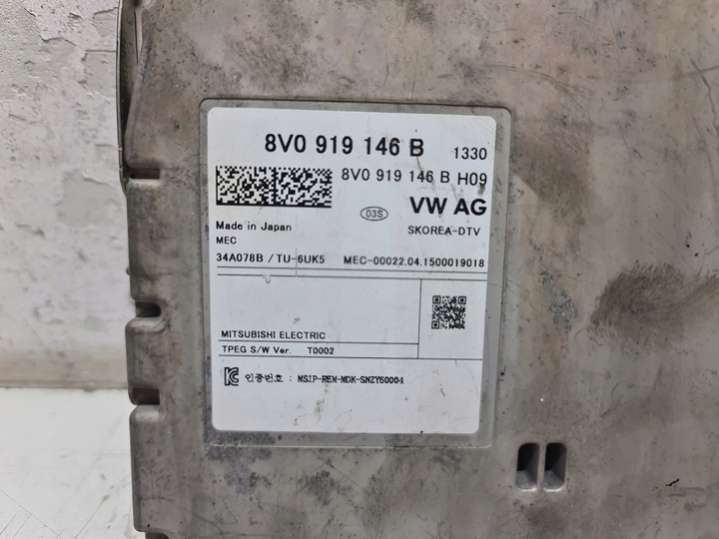 8V0 919 146 B 1330
8V0 919 146 B H09
03S VW AG
Made in Japan SKOREA-DTV
MEC
34A078B / TU-6UK5 MEC-00022.04.1500019018
MITSUBISHI ELECTRIC
TPEG S/W Ver. T0002
인증번호 : MSIP-REM-MDK-SNZY60004